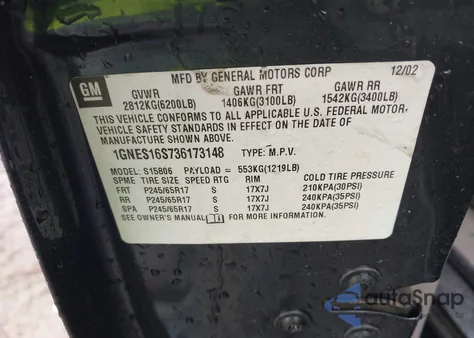 GM
MFD BY GENERAL MOTORS CORP 12/02
GVWR GAWR FRT GAWR RR
2812KG(6200LB) 1406KG(3100LB) 1542KG(3400LB)
THIS VEHICLE CONFORMS TO ALL APPLICABLE U.S. FEDERAL MOTOR
VEHICLE SAFETY STANDARDS IN EFFECT ON THE DATE OF
MANUFACTURE SHOWN ABOVE.
1GNES16S736173148 TYPE: M.P.V.
MODEL: S15806 PAYLOAD = 553KG(1219LB)
SPME TIRE SIZE SPEED RTG RIM COLD TIRE PRESSURE
FRT P245/65R17 S 17X7J 210KPA(30PSI)
RR P245/65R17 S 17X7J 240KPA(35PSI)
SPA P245/65R17 S 17X7J 240KPA(35PSI)
SEE OWNER'S MANUAL FOR MORE INFORMATION.
autaSnap